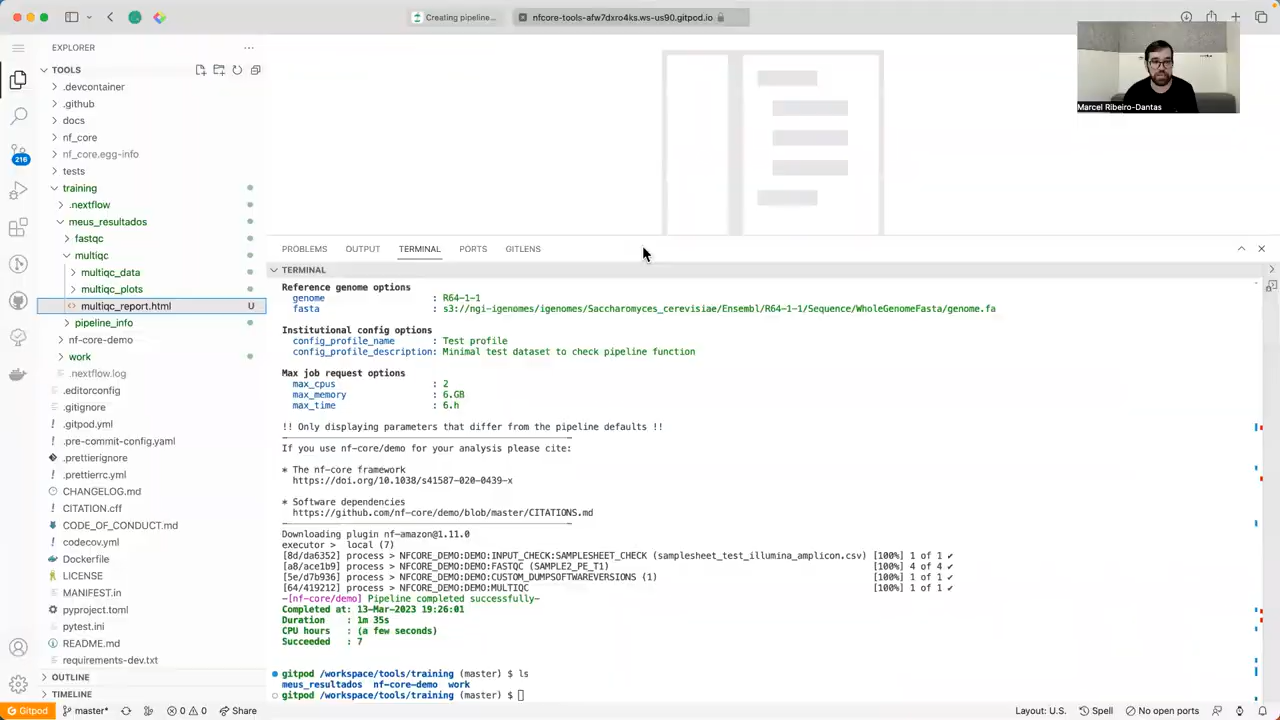 Creating pipeline...
nfcore-tools-afw7dxro4ks.ws-us90.gitpod.io
Marcel Ribeiro-Dantas
EXPLORER
TOOLS
.devcontainer
.github
docs
nf_core
nf_core.egg-info
tests
training
.nextflow
meus_resultados
fastqc
multiqc
multiqc_data
multiqc_plots
multiqc_report.html U
pipeline_info
nf-core-demo
work
.nextflow.log
.editorconfig
.gitignore
.gitpod.yml
.pre-commit-config.yaml
.prettierignore
.prettierrc.yml
CHANGELOG.md
CITATION.cff
CODE_OF_CONDUCT.md
codecov.yml
Dockerfile
LICENSE
MANIFEST.in
pyproject.toml
pytest.ini
README.md
requirements-dev.txt
OUTLINE
TIMELINE
216
PROBLEMS OUTPUT TERMINAL PORTS GITLENS
TERMINAL
Reference genome options
genome : R64-1-1
fasta : s3://ngi-igenomes/igenomes/Saccharomyces_cerevisiae/Ensembl/R64-1-1/Sequence/WholeGenomeFasta/genome.fa
Institutional config options
config_profile_name : Test profile
config_profile_description: Minimal test dataset to check pipeline function
Max job request options
max_cpus : 2
max_memory : 6.GB
max_time : 6.h
!! Only displaying parameters that differ from the pipeline defaults !!
If you use nf-core/demo for your analysis please cite:
* The nf-core framework
https://doi.org/10.1038/s41587-020-0439-x
* Software dependencies
https://github.com/nf-core/demo/blob/master/CITATIONS.md
Downloading plugin nf-amazon@1.11.0
executor > local (7)
[8d/da6352] process > NFCORE_DEMO:DEMO:INPUT_CHECK:SAMPLESHEET_CHECK (samplesheet_test_illumina_amplicon.csv) [100%] 1 of 1 ✔
[a8/ace1b9] process > NFCORE_DEMO:DEMO:FASTQC (SAMPLE2_PE_T1) [100%] 4 of 4 ✔
[5e/d7b936] process > NFCORE_DEMO:DEMO:CUSTOM_DUMPSOFTWAREVERSIONS (1) [100%] 1 of 1 ✔
[64/419212] process > NFCORE_DEMO:DEMO:MULTIQC [100%] 1 of 1 ✔
-[nf-core/demo] Pipeline completed successfully-
Completed at: 13-Mar-2023 19:26:01
Duration : 1m 35s
CPU hours : (a few seconds)
Succeeded : 7
gitpod /workspace/tools/training (master) $ ls
meus_resultados nf-core-demo work
gitpod /workspace/tools/training (master) $
Gitpod master* 0 0 Share Layout: U.S. Spell No open ports